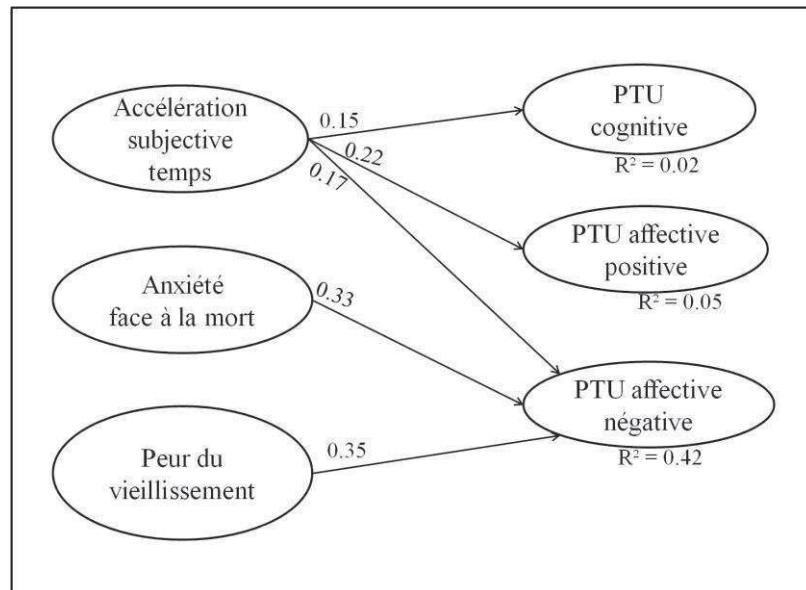 Accélération
subjective
temps
0.15
0.22
0.17
PTU
cognitive
R² = 0.02
PTU affective
positive
R² = 0.05
Anxiété
face à la mort
0.33
PTU affective
négative
R² = 0.42
Peur du
vieillissement
0.35